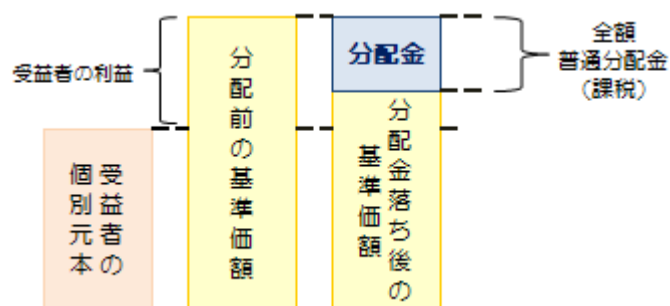 受益者の利益
受益者の
個別元本
分配前の基準価額
分配金
分配金落ち後の
基準価額
全額
普通分配金
(課税)